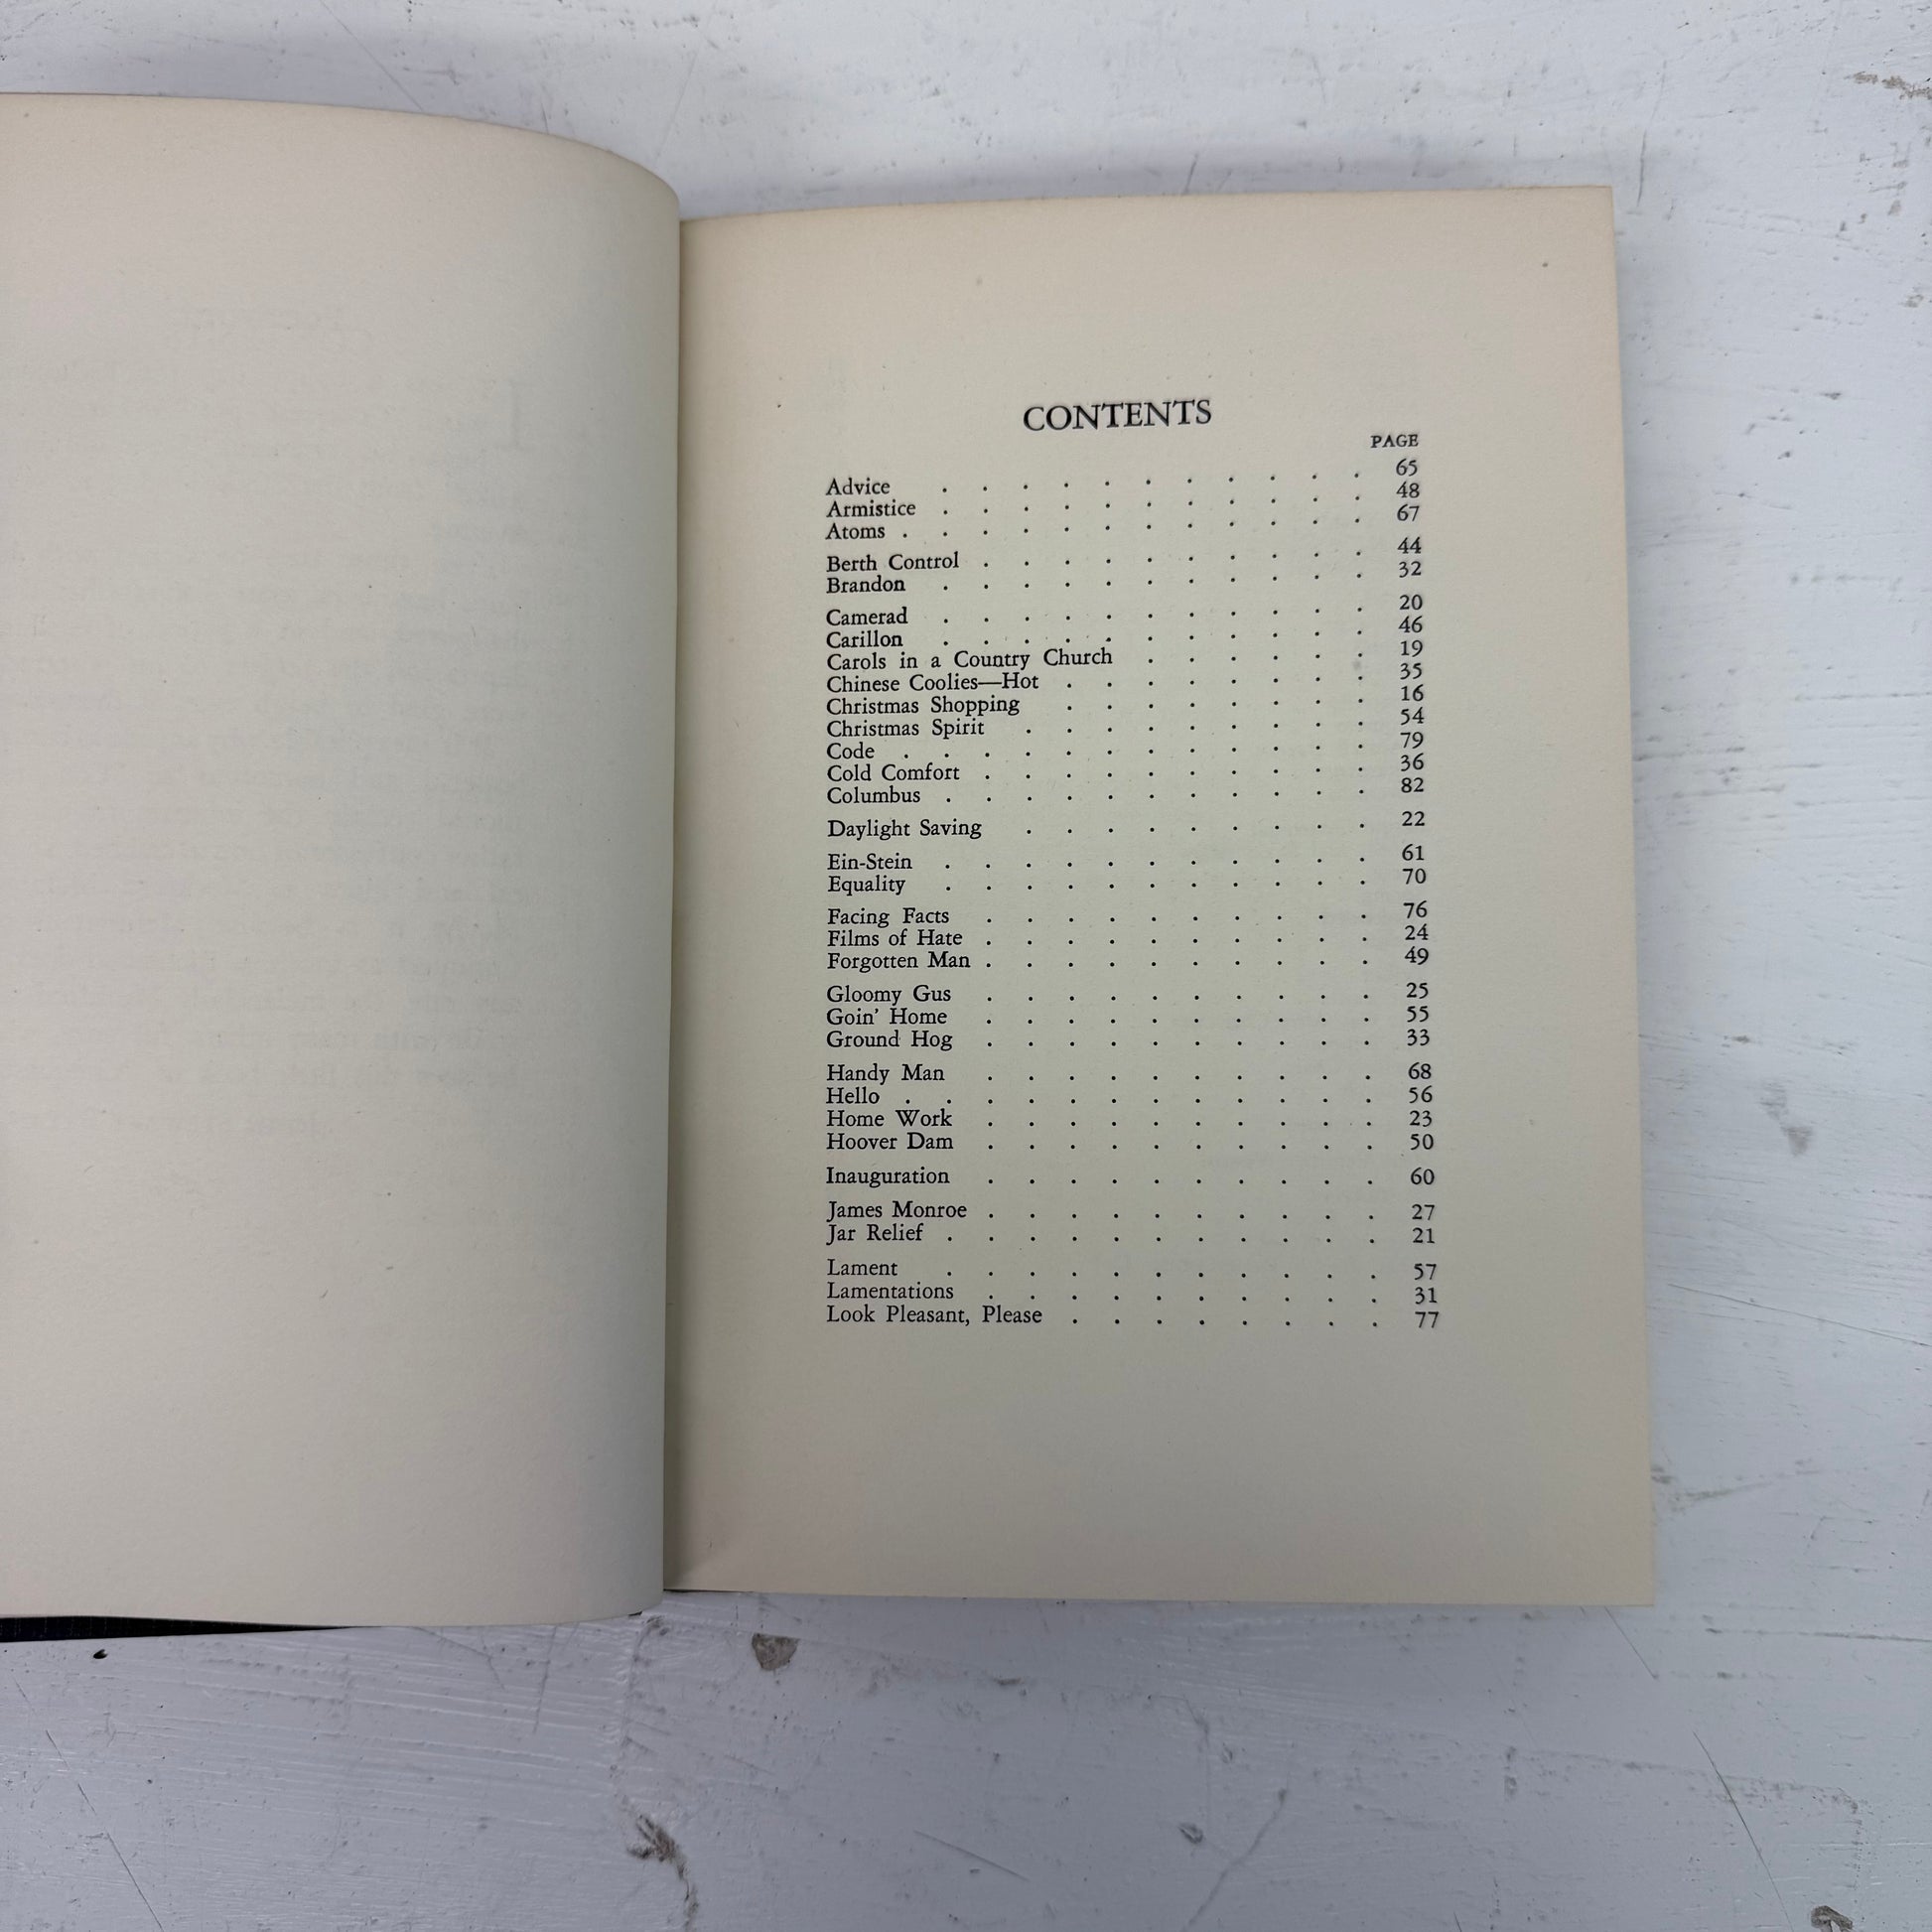 CONTENTS
PAGE
Advice . . . . . . . . . . . 65
Armistice . . . . . . . . . . . 48
Atoms . . . . . . . . . . . . 67
Berth Control . . . . . . . . . . 44
Brandon . . . . . . . . . . . 32
Camerad . . . . . . . . . . . 20
Carillon . . . . . . . . . . . 46
Carols in a Country Church . . . . . . 19
Chinese Coolies—Hot . . . . . . . . 35
Christmas Shopping . . . . . . . . 16
Christmas Spirit . . . . . . . . . 54
Code . . . . . . . . . . . . 79
Cold Comfort . . . . . . . . . . 36
Columbus . . . . . . . . . . . 82
Daylight Saving . . . . . . . . . 22
Ein-Stein . . . . . . . . . . . 61
Equality . . . . . . . . . . . 70
Facing Facts . . . . . . . . . . 76
Films of Hate . . . . . . . . . . 24
Forgotten Man . . . . . . . . . . 49
Gloomy Gus . . . . . . . . . . 25
Goin' Home . . . . . . . . . . 55
Ground Hog . . . . . . . . . . 33
Handy Man . . . . . . . . . . 68
Hello . . . . . . . . . . . . 56
Home Work . . . . . . . . . . 23
Hoover Dam . . . . . . . . . . 50
Inauguration . . . . . . . . . . 60
James Monroe . . . . . . . . . . 27
Jar Relief . . . . . . . . . . . 21
Lament . . . . . . . . . . . 57
Lamentations . . . . . . . . . . 31
Look Pleasant, Please . . . . . . . . 77